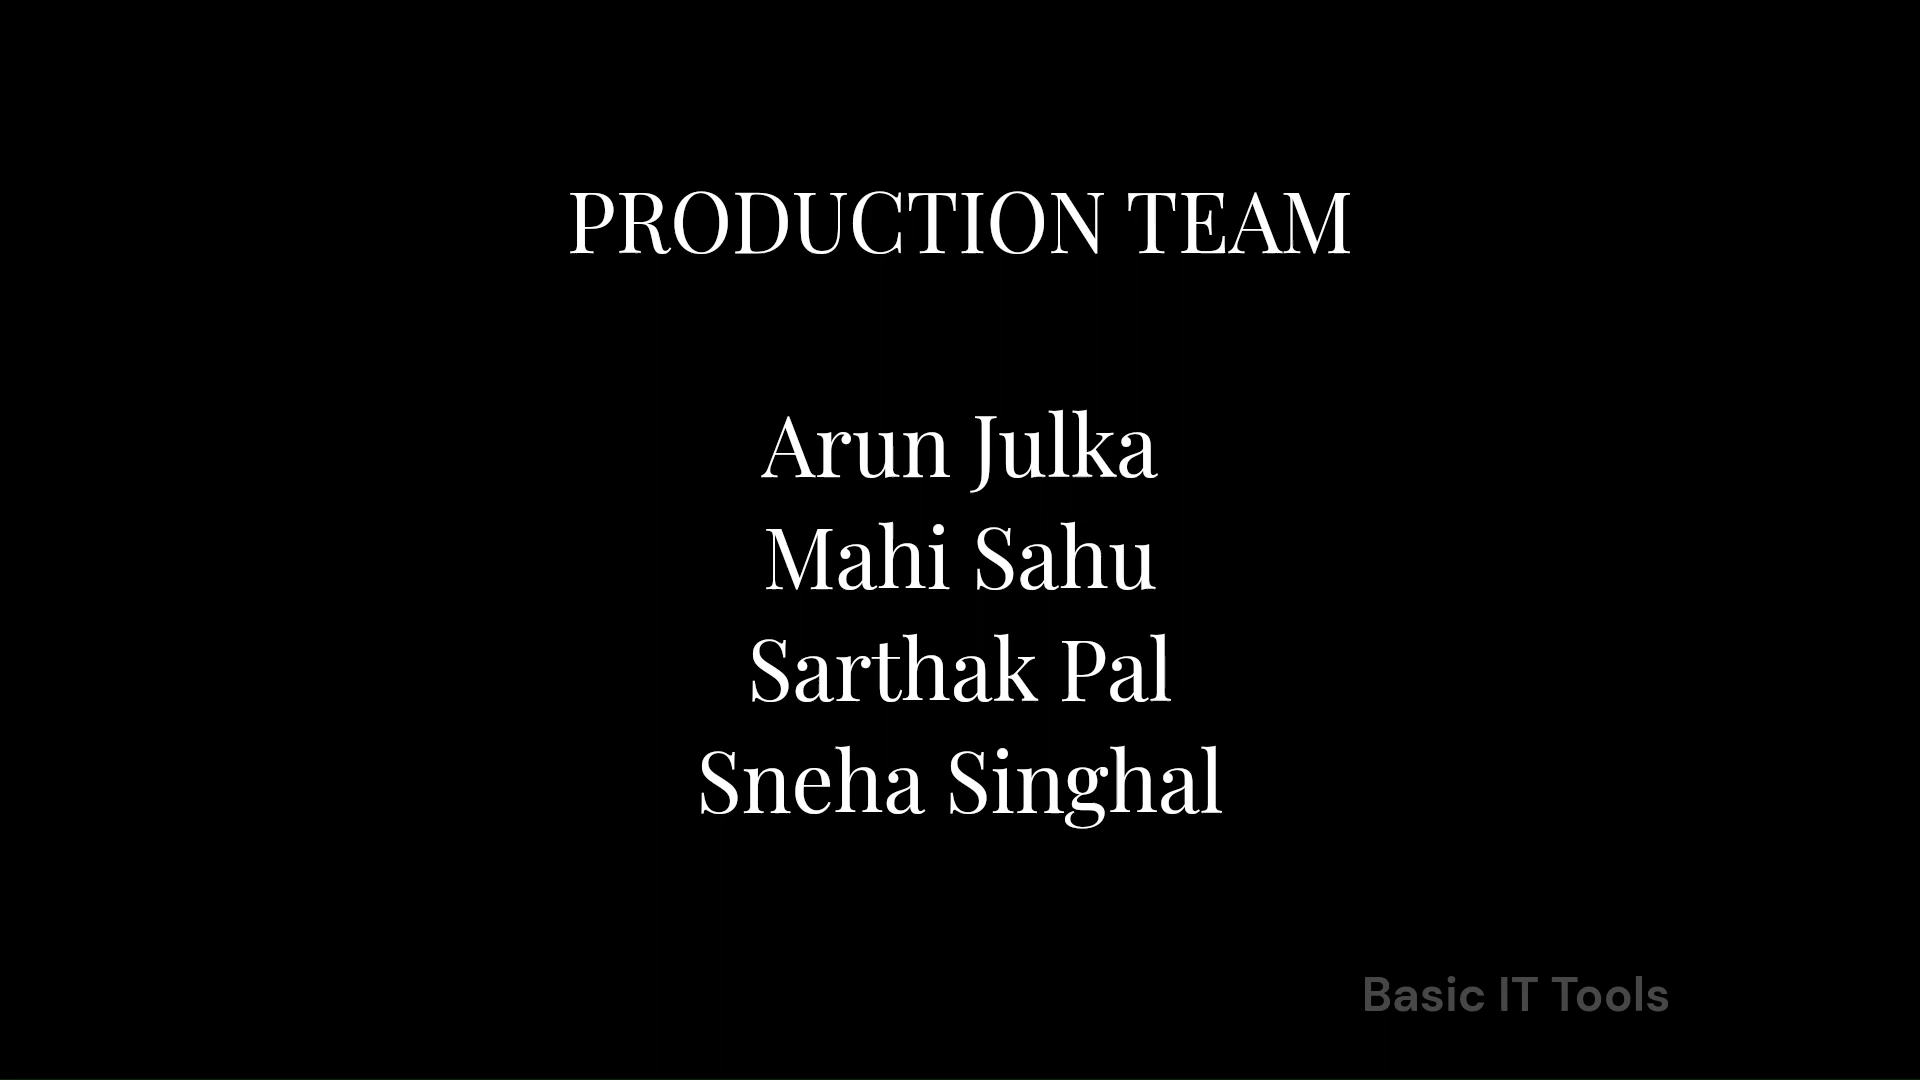 PRODUCTION TEAM
Arun Julka
Mahi Sahu
Sarthak Pal
Sneha Singhal
Basic IT Tools